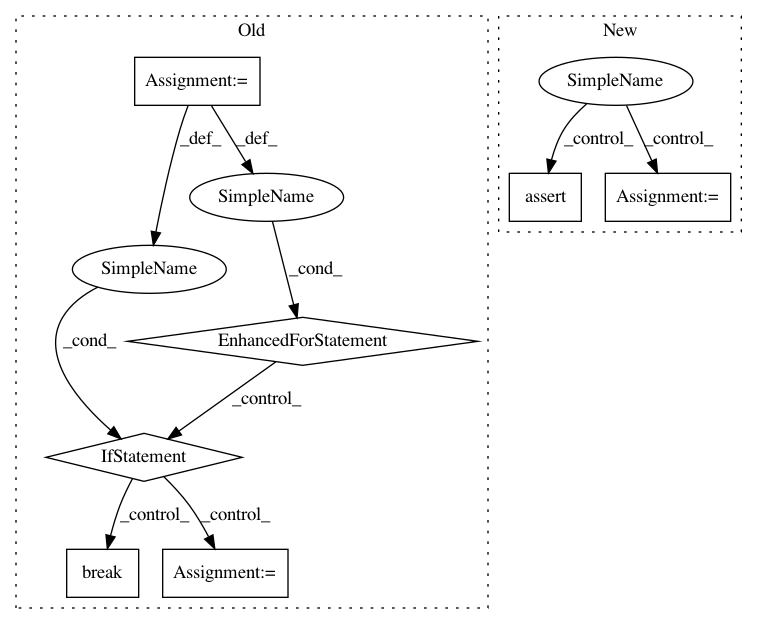 Old
New
Assignment:=
SimpleName
_def_
_def_
_control_
_control_
SimpleName
assert
Assignment:=
SimpleName
_cond_
_cond_
EnhancedForStatement
_control_
IfStatement
_control_
_control_
break
Assignment:=